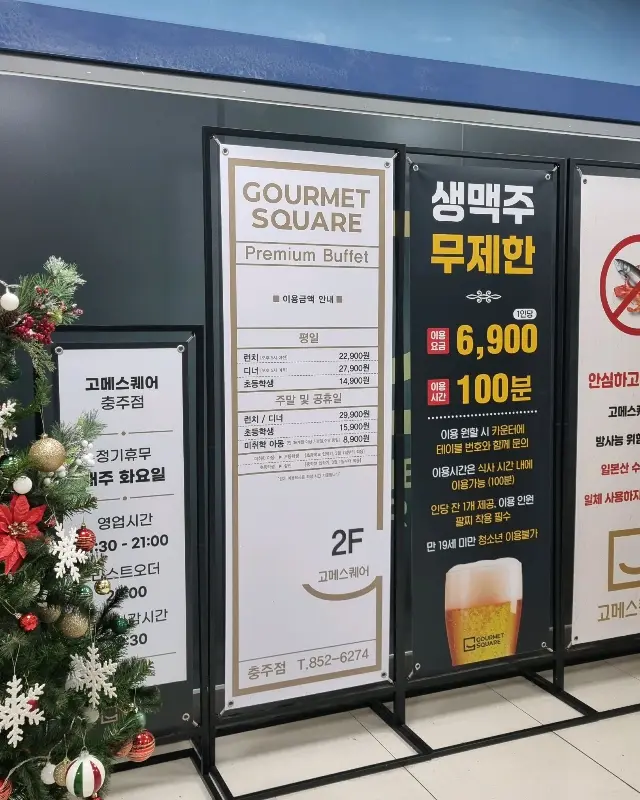 고메스퀘어
충주점
정기휴무
매주 화요일
영업시간
:30 - 21:00
GOURMET
SQUARE
Premium Buffet
■ 이용금액 안내 ■
평일
런치 22,900원
디너 27,900원
초등학생 14,900원
주말 및 공휴일
런치 / 디너 29,900원
초등학생 15,900원
미취학 아동 8,900원
2F
고메스퀘어
충주점 T.852-6274
생맥주
무제한
1인당
이용
요금 6,900
이용
시간 100분
이용 원할 시 카운터에
테이블 번호와 함께 문의
이용시간은 식사 시간 내에
이용가능 (100분)
인당 잔 1개 제공, 이용 인원
팔찌 착용 필수
만 19세 미만 청소년 이용불가
GOURMET
SQUARE
안심하고
고메스퀘
방사능 위험
일본산 수
일체 사용하지
고메스